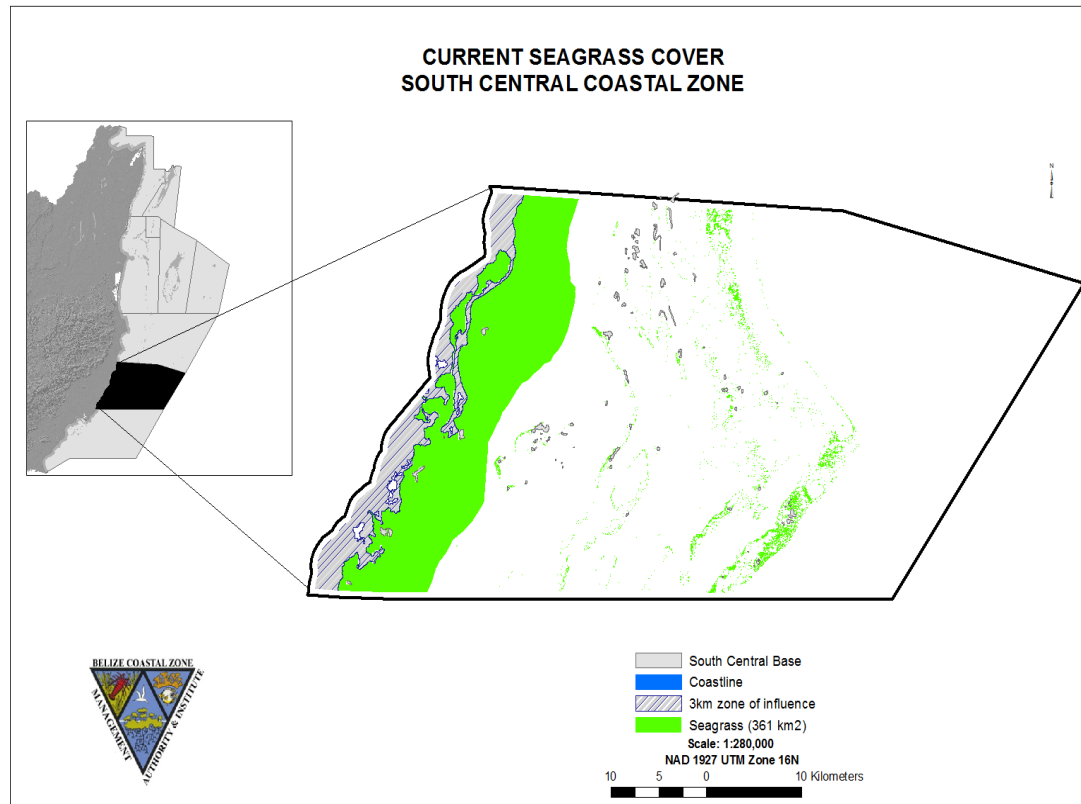 CURRENT SEAGRASS COVER
SOUTH CENTRAL COASTAL ZONE
N
BELIZE COASTAL ZONE
MANAGEMENT
AUTHORITY & INSTITUTE
South Central Base
Coastline
3km zone of influence
Seagrass (361 km2)
Scale: 1:280,000
NAD 1927 UTM Zone 16N
10 5 0 10 Kilometers